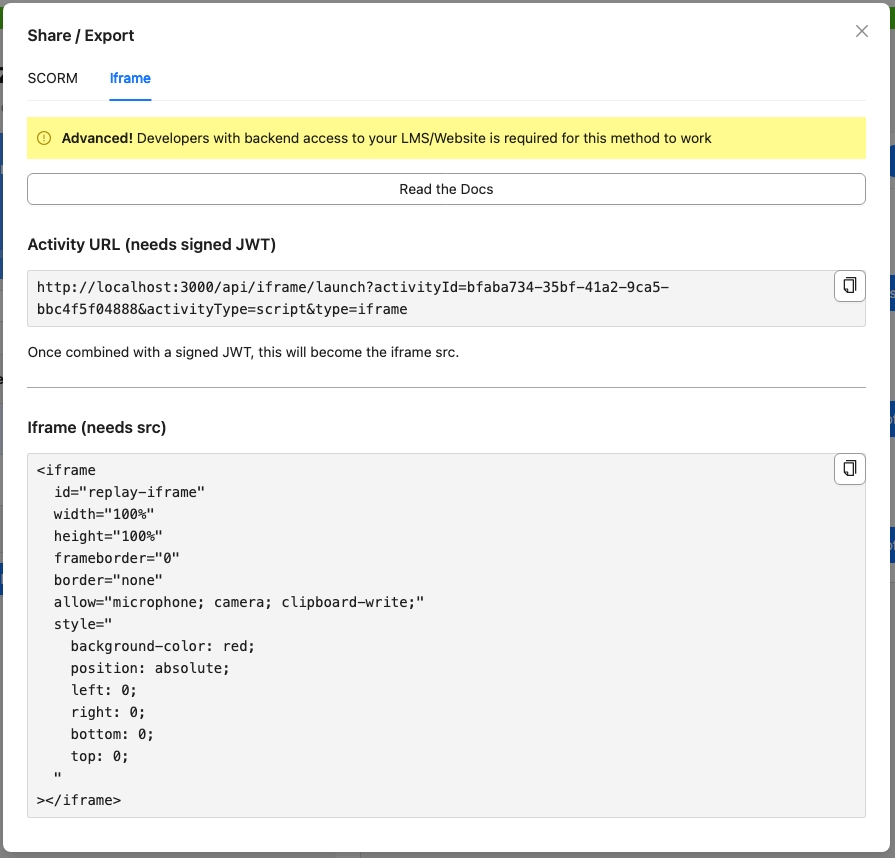 Share / Export
SCORM
Iframe
Advanced! Developers with backend access to your LMS/Website is required for this method to work
Read the Docs
Activity URL (needs signed JWT)
http://localhost:3000/api/iframe/launch?activityId=bfaba734-35bf-41a2-9ca5-
bbc4f5f04888&activityType=script&type=iframe
Once combined with a signed JWT, this will become the iframe src.
Iframe (needs src)
<iframe
  id="replay-iframe"
  width="100%"
  height="100%"
  frameborder="0"
  border="none"
  allow="microphone; camera; clipboard-write;"
  style="
    background-color: red;
    position: absolute;
    left: 0;
    right: 0;
    bottom: 0;
    top: 0;
  "
></iframe>